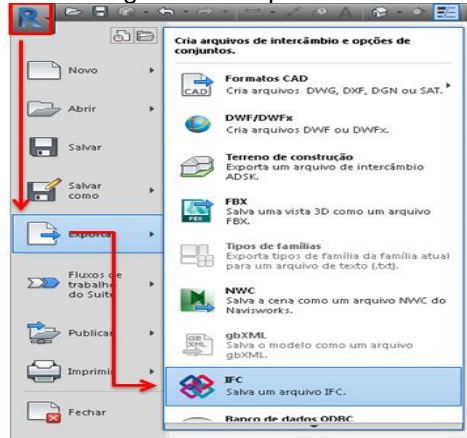 Cria arquivos de intercâmbio e opções de
conjuntos.
Novo
Abrir
Salvar
Salvar
como
Exporta
Fluxos de
trabalho
do Suite
Publicar
Imprimir
Fechar
Formatos CAD
Cria arquivos DWG, DXF, DGN ou SAT.
CAD
DWF/DWFx
Cria arquivos DWF ou DWFx.
Terreno de construção
Exporta um arquivo de intercâmbio
ADSK.
FBX
Salva uma vista 3D como um arquivo
FBX.
Tipos de famílias
Exporta tipos de família da família atual
para um arquivo de texto (.txt).
NWC
Salva a cena como um arquivo NWC do
Navisworks.
gbXML
Salva o modelo como um arquivo
gbXML.
IFC
Salva um arquivo IFC.
Banco de dados ODBC